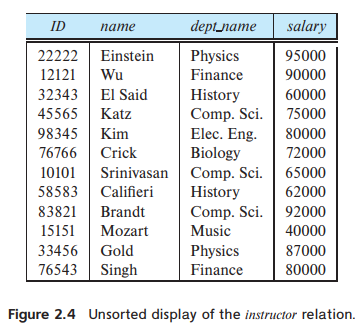 ID name dept_name salary
22222 Einstein Physics 95000
12121 Wu Finance 90000
32343 El Said History 60000
45565 Katz Comp. Sci. 75000
98345 Kim Elec. Eng. 80000
76766 Crick Biology 72000
10101 Srinivasan Comp. Sci. 65000
58583 Califieri History 62000
83821 Brandt Comp. Sci. 92000
15151 Mozart Music 40000
33456 Gold Physics 87000
76543 Singh Finance 80000
Figure 2.4 Unsorted display of the instructor relation.